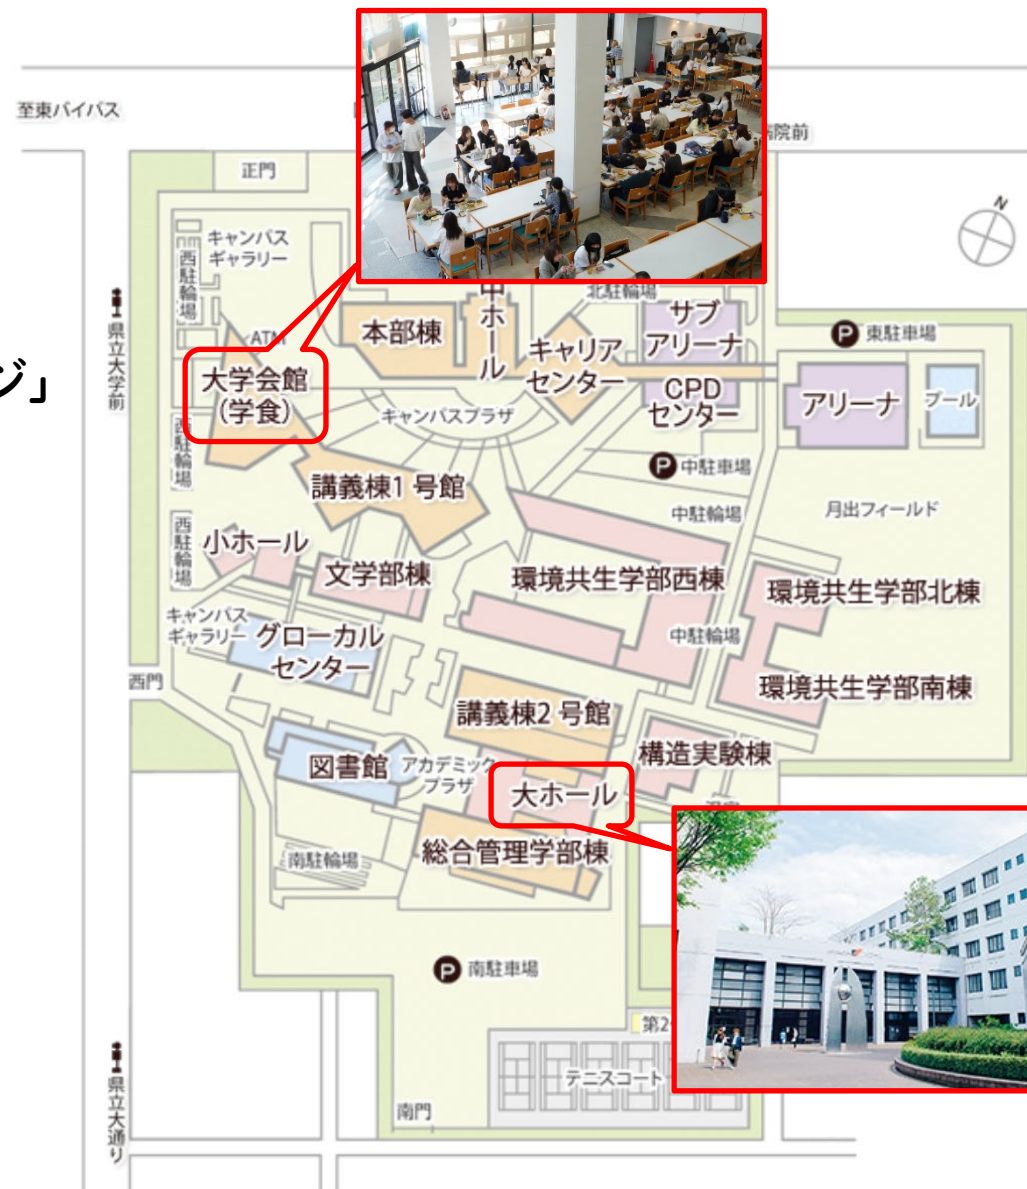 至東バイパス
院前
正門
N
キャンパス
ギャラリー
西駐輪場
県立大学前
ジ」
ATM
大学会館
（学食）
本部棟
中ホール
北駐輪場
キャリア
センター
サブ
アリーナ
CPD
センター
P 東駐車場
アリーナ
プール
キャンパスプラザ
西駐輪場
講義棟1 号館
P 中駐車場
中駐輪場
月出フィールド
西駐輪場
小ホール
文学部棟
環境共生学部西棟
環境共生学部北棟
キャンパス
ギャラリー
グローカル
センター
中駐輪場
西門
環境共生学部南棟
講義棟2 号館
図書館
アカデミック
プラザ
構造実験棟
大ホール
総合管理学部棟
南駐輪場
P 南駐車場
第2
テニスコート
南門
県立大通り